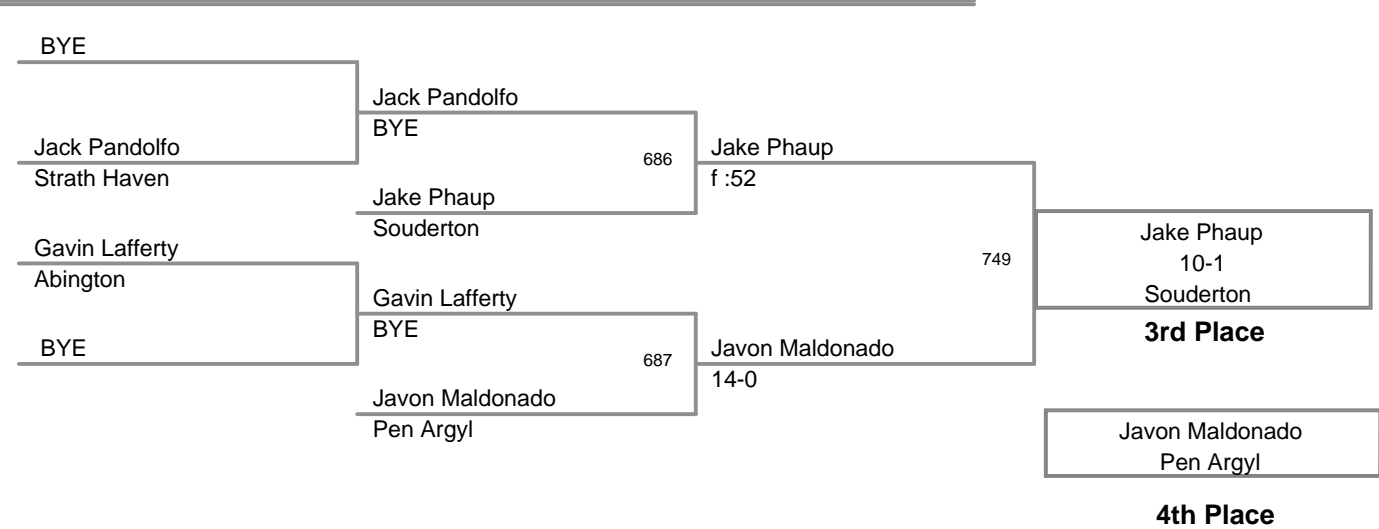 BYE
Jack Pandolfo
BYE
Jack Pandolfo
Strath Haven
686
Jake Phaup
f :52
Jake Phaup
Souderton
Gavin Lafferty
Abington
749
Jake Phaup
10-1
Souderton
3rd Place
Gavin Lafferty
BYE
BYE
687
Javon Maldonado
14-0
Javon Maldonado
Pen Argyl
Javon Maldonado
Pen Argyl
4th Place